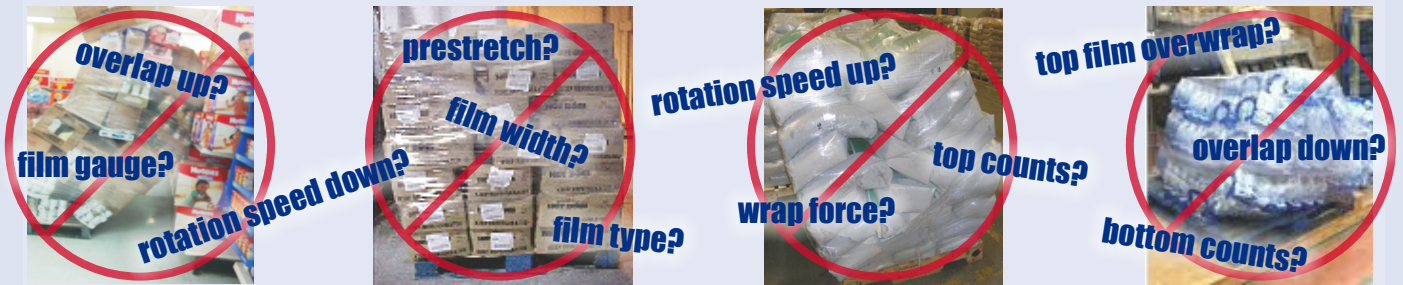 overlap up?
film gauge?
rotation speed down?
prestretch?
film width?
film type?
rotation speed up?
wrap force?
top counts?
top film overwrap?
overlap down?
bottom counts?